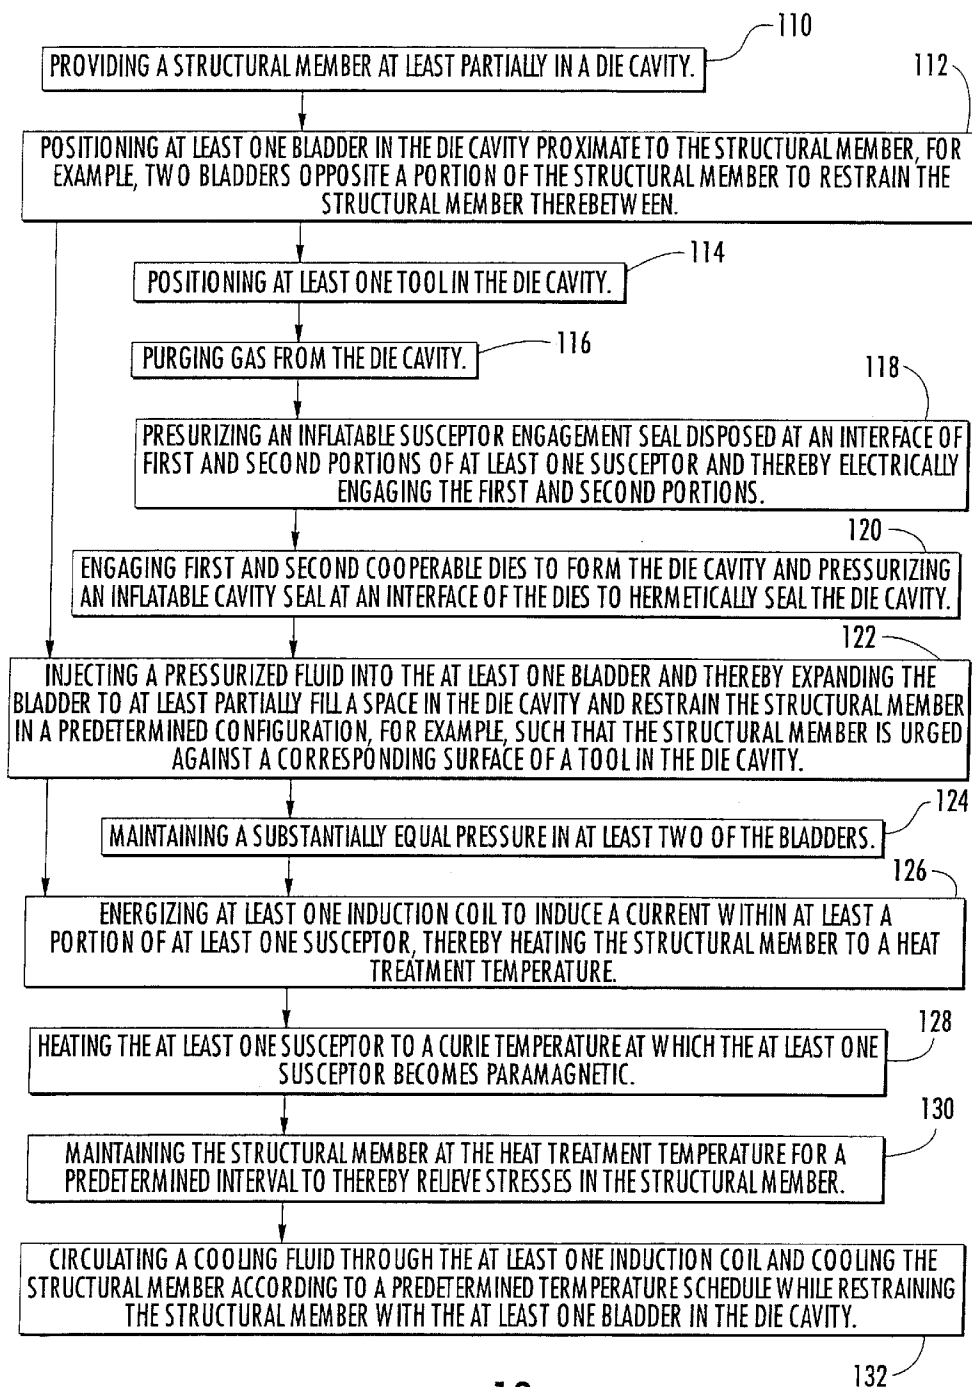 110
PROVIDING A STRUCTURAL MEMBER AT LEAST PARTIALLY IN A DIE CAVITY.
112
POSITIONING AT LEAST ONE BLADDER IN THE DIE CAVITY PROXIMATE TO THE STRUCTURAL MEMBER, FOR
EXAMPLE, TWO BLADDERS OPPOSITE A PORTION OF THE STRUCTURAL MEMBER TO RESTRAIN THE
STRUCTURAL MEMBER THEREBETWEEN.
114
POSITIONING AT LEAST ONE TOOL IN THE DIE CAVITY.
116
PURGING GAS FROM THE DIE CAVITY.
118
PRESURIZING AN INFLATABLE SUSCEPTOR ENGAGEMENT SEAL DISPOSED AT AN INTERFACE OF
FIRST AND SECOND PORTIONS OF AT LEAST ONE SUSCEPTOR AND THEREBY ELECTRICALLY
ENGAGING THE FIRST AND SECOND PORTIONS.
120
ENGAGING FIRST AND SECOND COOPERABLE DIES TO FORM THE DIE CAVITY AND PRESSURIZING
AN INFLATABLE CAVITY SEAL AT AN INTERFACE OF THE DIES TO HERMETICALLY SEAL THE DIE CAVITY.
122
INJECTING A PRESSURIZED FLUID INTO THE AT LEAST ONE BLADDER AND THEREBY EXPANDING THE
BLADDER TO AT LEAST PARTIALLY FILL A SPACE IN THE DIE CAVITY AND RESTRAIN THE STRUCTURAL MEMBER
IN A PREDETERMINED CONFIGURATION, FOR EXAMPLE, SUCH THAT THE STRUCTURAL MEMBER IS URGED
AGAINST A CORRESPONDING SURFACE OF A TOOL IN THE DIE CAVITY.
124
MAINTAINING A SUBSTANTIALLY EQUAL PRESSURE IN AT LEAST TWO OF THE BLADDERS.
126
ENERGIZING AT LEAST ONE INDUCTION COIL TO INDUCE A CURRENT WITHIN AT LEAST A
PORTION OF AT LEAST ONE SUSCEPTOR, THEREBY HEATING THE STRUCTURAL MEMBER TO A HEAT
TREATMENT TEMPERATURE.
128
HEATING THE AT LEAST ONE SUSCEPTOR TO A CURIE TEMPERATURE AT WHICH THE AT LEAST ONE
SUSCEPTOR BECOMES PARAMAGNETIC.
130
MAINTAINING THE STRUCTURAL MEMBER AT THE HEAT TREATMENT TEMPERATURE FOR A
PREDETERMINED INTERVAL TO THEREBY RELIEVE STRESSES IN THE STRUCTURAL MEMBER.
CIRCULATING A COOLING FLUID THROUGH THE AT LEAST ONE INDUCTION COIL AND COOLING THE
STRUCTURAL MEMBER ACCORDING TO A PREDETERMINED TERMPERATURE SCHEDULE WHILE RESTRAINING
THE STRUCTURAL MEMBER WITH THE AT LEAST ONE BLADDER IN THE DIE CAVITY.
132